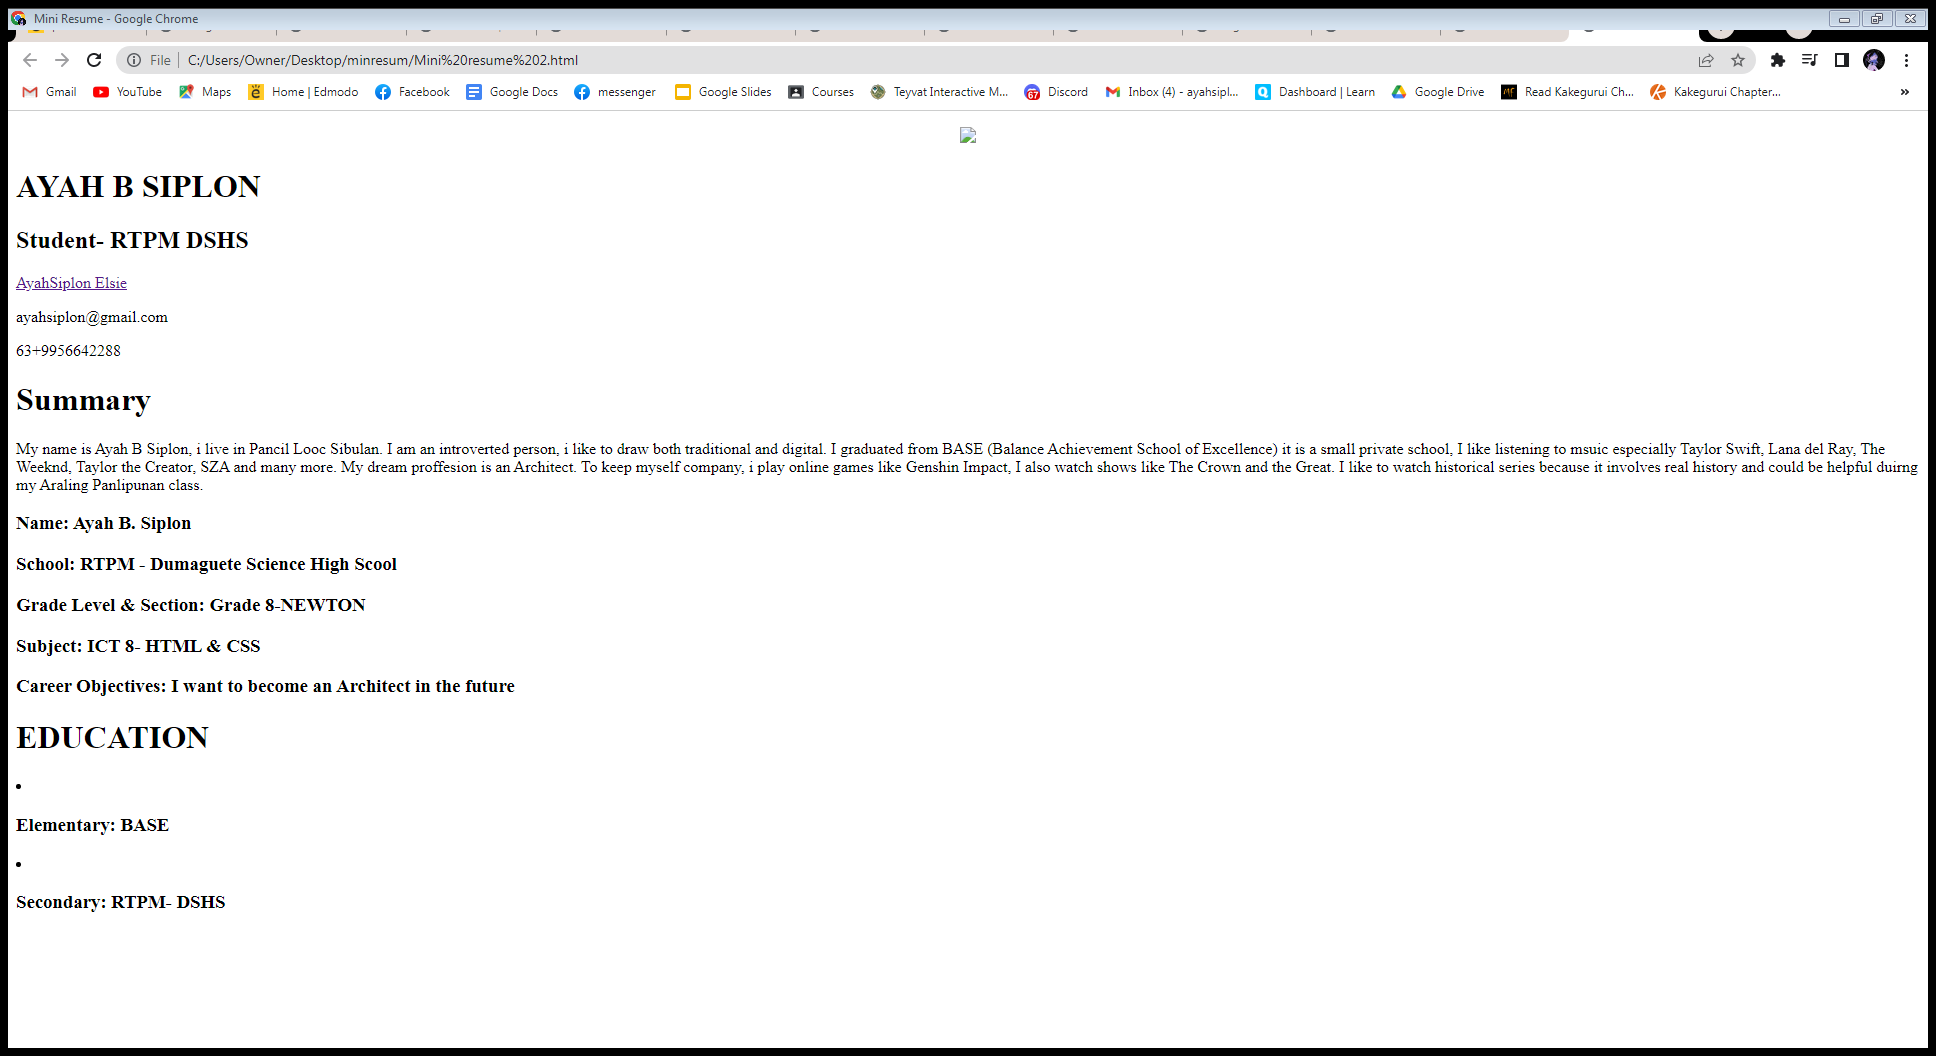 Mini Resume - Google Chrome
File C:/Users/Owner/Desktop/minresum/Mini%20resume%202.html
Gmail YouTube Maps Home | Edmodo Facebook Google Docs messenger Google Slides Courses Teyvat Interactive M... Discord Inbox (4) - ayahsipl... Dashboard | Learn Google Drive Read Kakegurui Ch... Kakegurui Chapter... »
AYAH B SIPLON
Student- RTPM DSHS
AyahSiplon Elsie
ayahsiplon@gmail.com
63+9956642288
Summary
My name is Ayah B Siplon, i live in Pancil Looc Sibulan. I am an introverted person, i like to draw both traditional and digital. I graduated from BASE (Balance Achievement School of Excellence) it is a small private school, I like listening to msuic especially Taylor Swift, Lana del Ray, The
Weeknd, Taylor the Creator, SZA and many more. My dream proffesion is an Architect. To keep myself company, i play online games like Genshin Impact, I also watch shows like The Crown and the Great. I like to watch historical series because it involves real history and could be helpful duirng
my Araling Panlipunan class.
Name: Ayah B. Siplon
School: RTPM - Dumaguete Science High Scool
Grade Level & Section: Grade 8-NEWTON
Subject: ICT 8- HTML & CSS
Career Objectives: I want to become an Architect in the future
EDUCATION
•
Elementary: BASE
•
Secondary: RTPM- DSHS